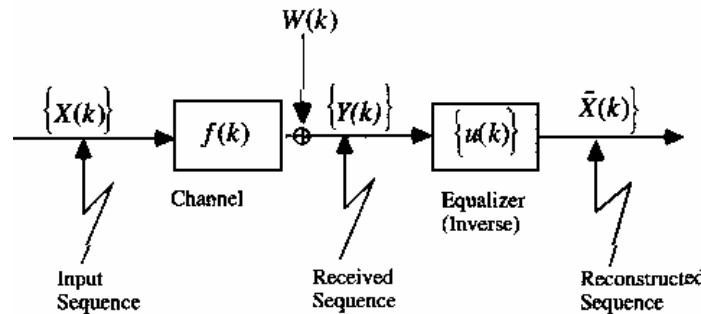 W(k)
{X(k)}
f(k)
{Y(k)}
{u(k)}
X̄(k)}
Channel
Equalizer
(Inverse)
Input
Sequence
Received
Sequence
Reconstructed
Sequence